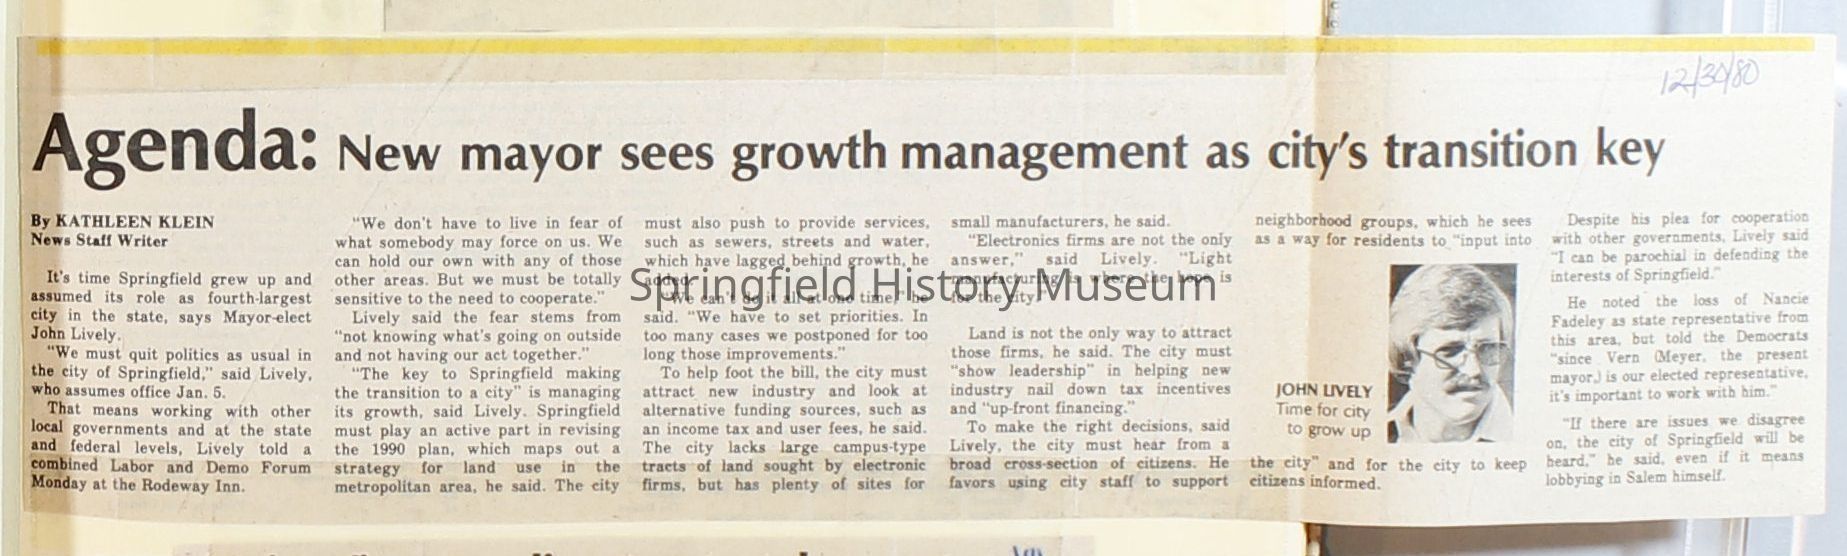 12/30/80
Agenda: New mayor sees growth management as city's transition key
By KATHLEEN KLEIN
News Staff Writer
It's time Springfield grew up and
assumed its role as fourth-largest
city in the state, says Mayor-elect
John Lively.
"We must quit politics as usual in
the city of Springfield," said Lively,
who assumes office Jan. 5.
That means working with other
local governments and at the state
and federal levels, Lively told a
combined Labor and Demo Forum
Monday at the Rodeway Inn.
"We don't have to live in fear of
what somebody may force on us. We
can hold our own with any of those
other areas. But we must be totally
sensitive to the need to cooperate."
Lively said the fear stems from
"not knowing what's going on outside
and not having our act together."
"The key to Springfield making
the transition to a city" is managing
its growth, said Lively. Springfield
must play an active part in revising
the 1990 plan, which maps out a
strategy for land use in the
metropolitan area, he said. The city
must also push to provide services,
such as sewers, streets and water,
which have lagged behind growth, he
added.
"We can't do it all at one time," he
said. "We have to set priorities. In
too many cases we postponed for too
long those improvements."
To help foot the bill, the city must
attract new industry and look at
alternative funding sources, such as
an income tax and user fees, he said.
The city lacks large campus-type
tracts of land sought by electronic
firms, but has plenty of sites for
small manufacturers, he said.
"Electronics firms are not the only
answer," said Lively. "Light
manufacturing is where the hope is
for the city."
Land is not the only way to attract
those firms, he said. The city must
"show leadership" in helping new
industry nail down tax incentives
and "up-front financing."
To make the right decisions, said
Lively, the city must hear from a
broad cross-section of citizens. He
favors using city staff to support
neighborhood groups, which he sees
as a way for residents to "input into
JOHN LIVELY
Time for city
to grow up
the city" and for the city to keep
citizens informed.
Despite his plea for cooperation
with other governments, Lively said
"I can be parochial in defending the
interests of Springfield."
He noted the loss of Nancie
Fadeley as state representative from
this area, but told the Democrats
"since Vern (Meyer, the present
mayor,) is our elected representative,
it's important to work with him."
"If there are issues we disagree
on, the city of Springfield will be
heard," he said, even if it means
lobbying in Salem himself.
Springfield History Museum